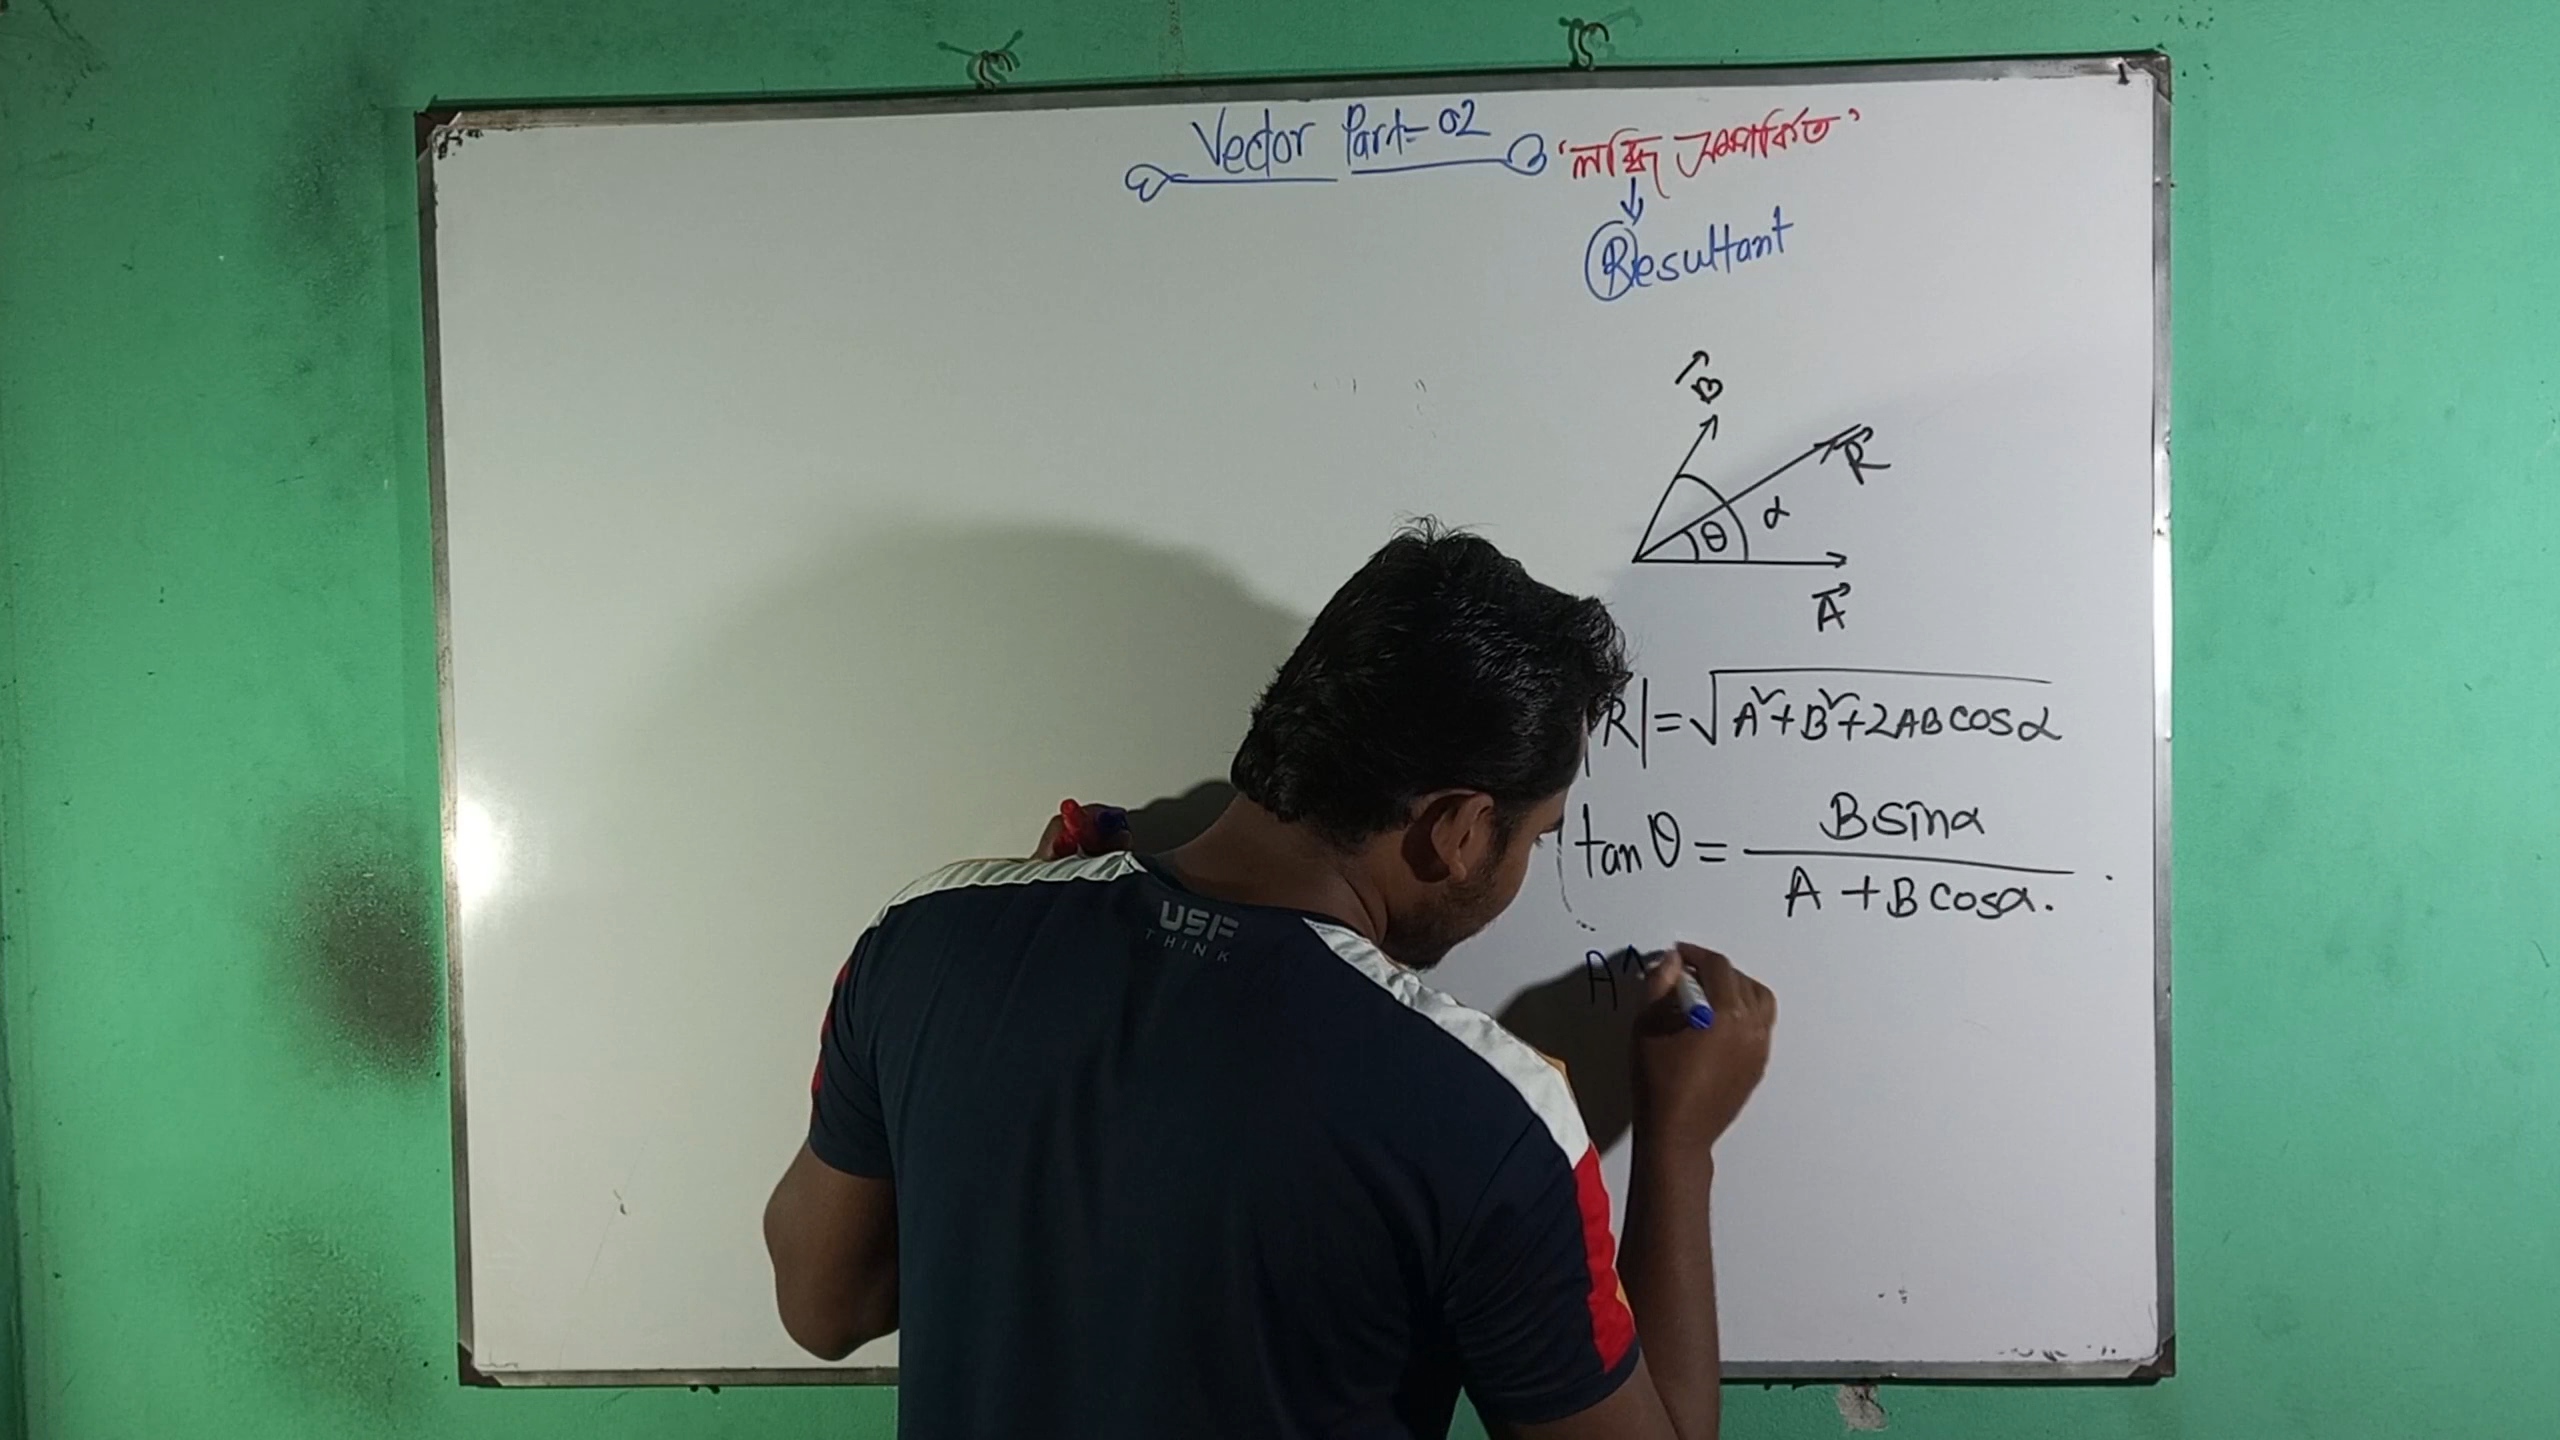 Vector Part-02 'লব্ধি সম্পর্কিত'
↓
Resultant
B⃗
R⃗
α
θ
A⃗
|R| = √A²+B²+2ABcosα
tanθ = Bsinα / A + Bcosα.
A^
USF
THINK